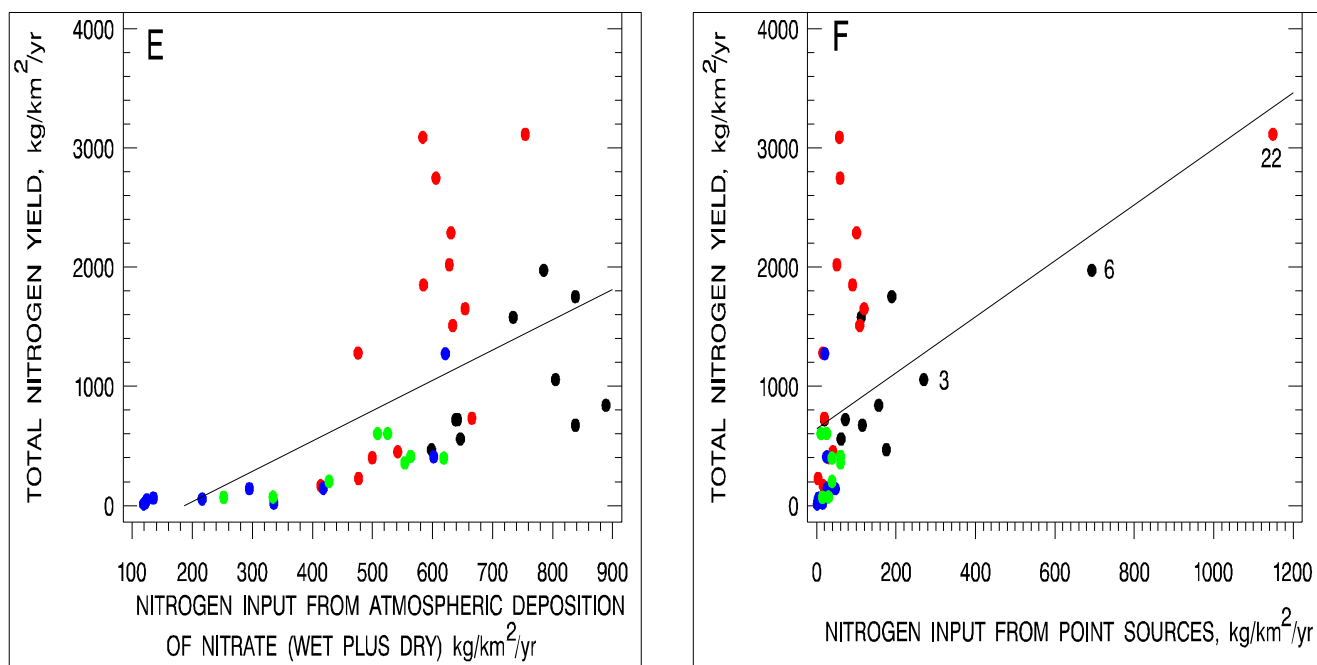 E
TOTAL NITROGEN YIELD, kg/km²/yr
4000
3000
2000
1000
0
100 200 300 400 500 600 700 800 900
NITROGEN INPUT FROM ATMOSPHERIC DEPOSITION
OF NITRATE (WET PLUS DRY) kg/km²/yr
F
TOTAL NITROGEN YIELD, kg/km²/yr
4000
3000
2000
1000
0
22
6
3
0 200 400 600 800 1000 1200
NITROGEN INPUT FROM POINT SOURCES, kg/km²/yr